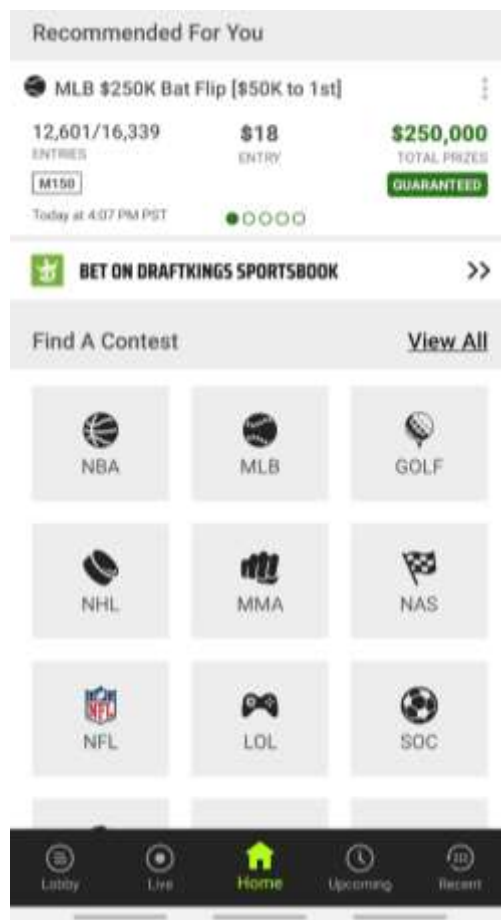 Recommended For You
MLB $250K Bat Flip [$50K to 1st]
12,601/16,339 $18 $250,000
ENTRIES ENTRY TOTAL PRIZES
M150 GUARANTEED
Today at 4:07 PM PST
BET ON DRAFTKINGS SPORTSBOOK >>
Find A Contest View All
NBA MLB GOLF
NHL MMA NAS
NFL
NFL LOL SOC
Lobby Live Home Upcoming Recent